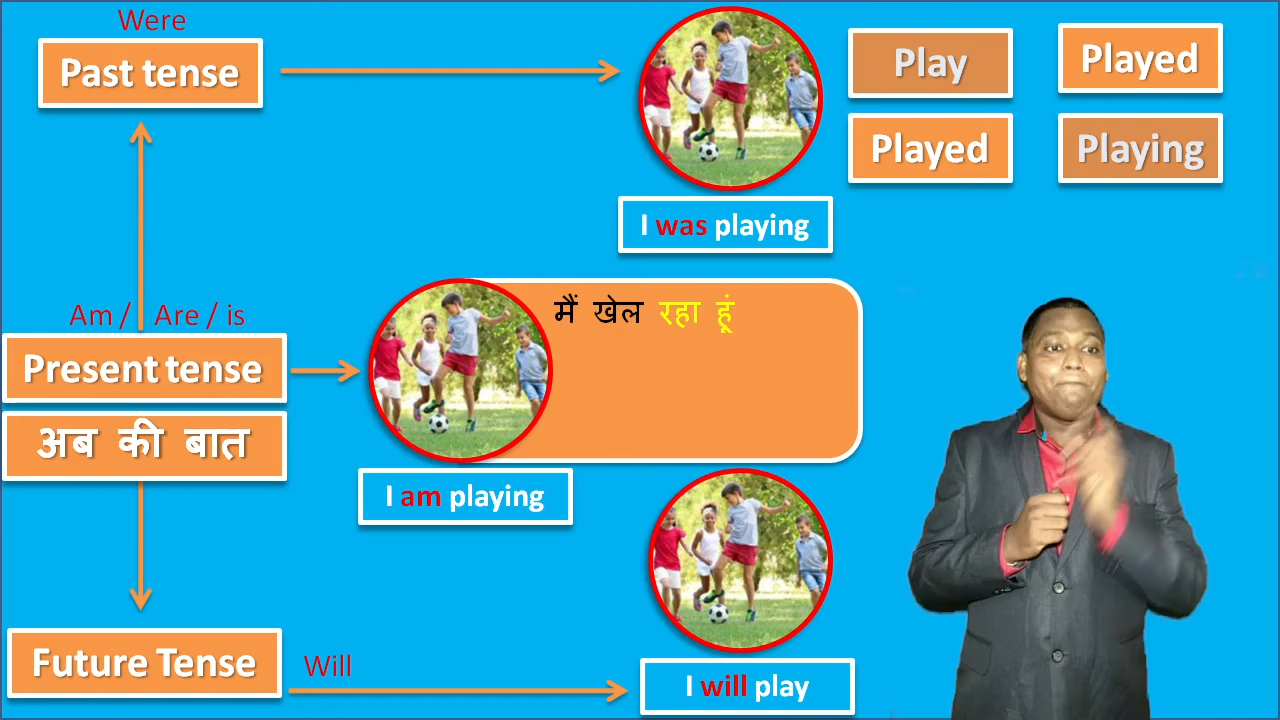 Were
Past tense
Play
Played
Played
Playing
I was playing
Am / Are / is
Present tense
मैं खेल रहा हूं
अब की बात
I am playing
Future Tense
Will
I will play